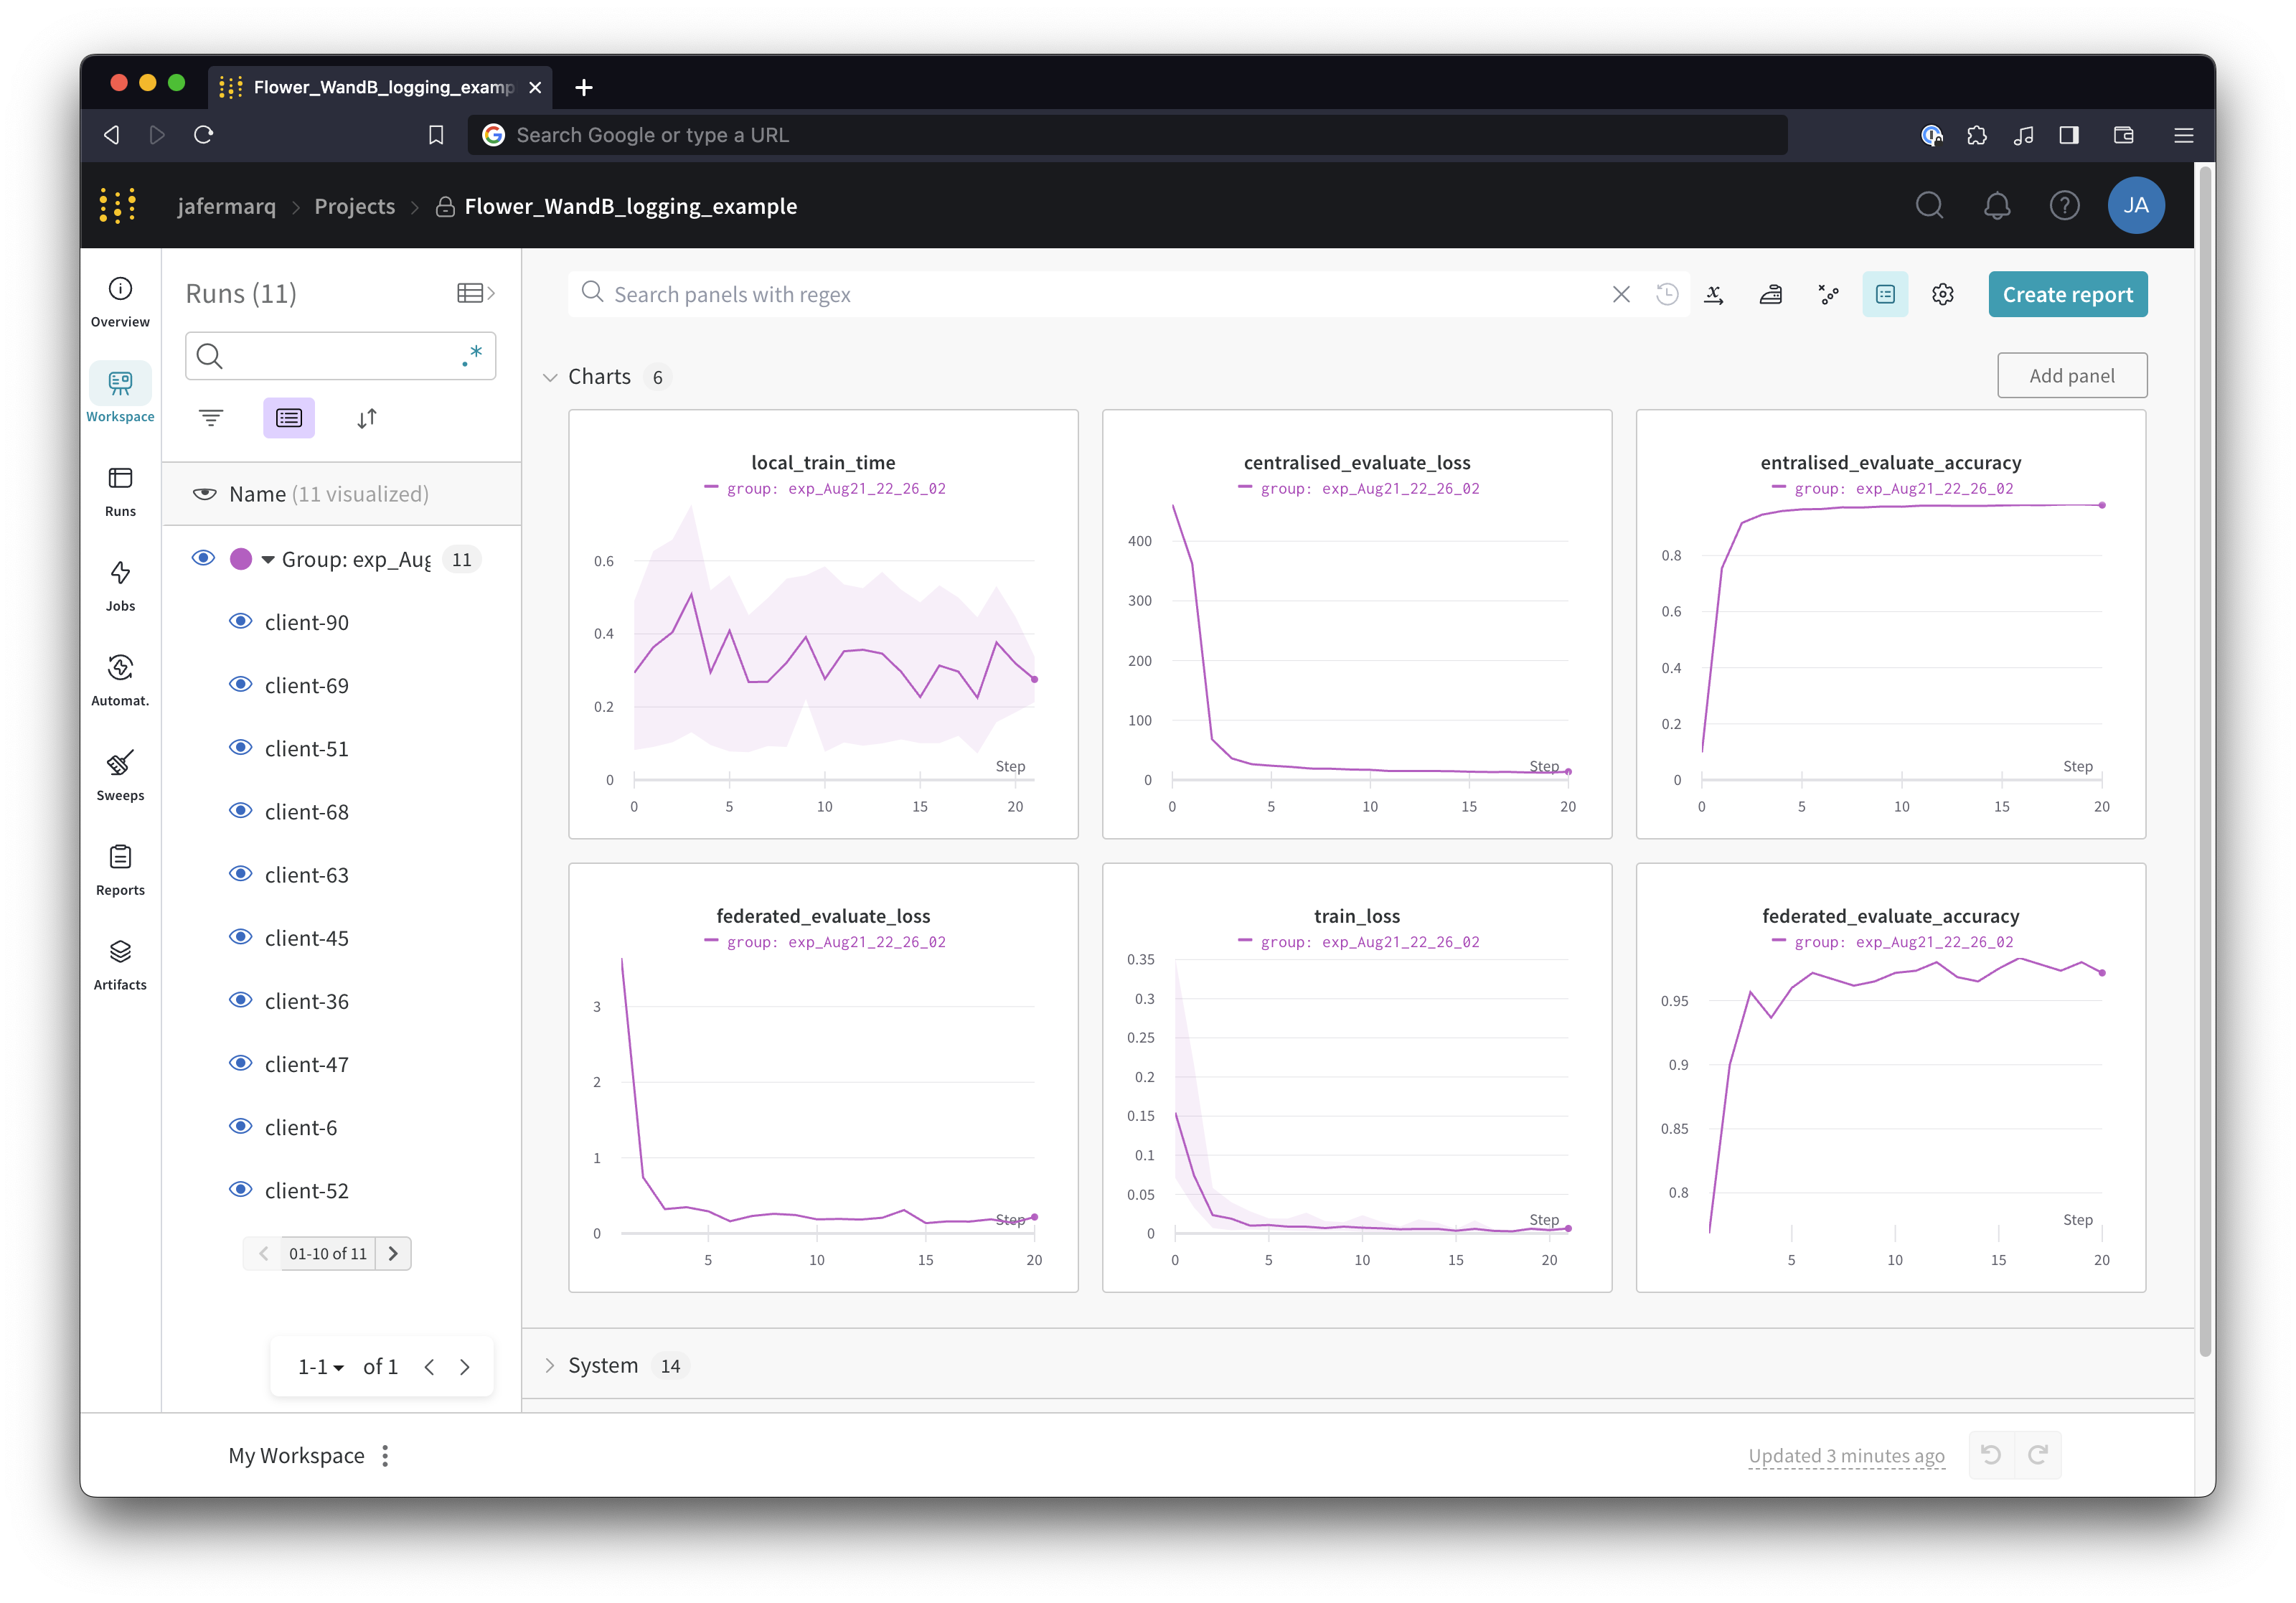 Flower_WandB_logging_examp
Search Google or type a URL
jafermarq > Projects > Flower_WandB_logging_example
JA
Overview
Workspace
Runs
Jobs
Automat.
Sweeps
Reports
Artifacts
Runs (11)
.*
Name (11 visualized)
Group: exp_Aug 11
client-90
client-69
client-51
client-68
client-63
client-45
client-36
client-47
client-6
client-52
01-10 of 11
1-1 of 1
Search panels with regex
Create report
Charts 6
Add panel
local_train_time
group: exp_Aug21_22_26_02
0.6
0.4
0.2
0
Step
0 5 10 15 20
centralised_evaluate_loss
group: exp_Aug21_22_26_02
400
300
200
100
0
Step
0 5 10 15 20
entralised_evaluate_accuracy
group: exp_Aug21_22_26_02
0.8
0.6
0.4
0.2
0
Step
0 5 10 15 20
federated_evaluate_loss
group: exp_Aug21_22_26_02
3
2
1
0
Step
5 10 15 20
train_loss
group: exp_Aug21_22_26_02
0.35
0.3
0.25
0.2
0.15
0.1
0.05
0
Step
0 5 10 15 20
federated_evaluate_accuracy
group: exp_Aug21_22_26_02
0.95
0.9
0.85
0.8
Step
5 10 15 20
System 14
My Workspace
Updated 3 minutes ago